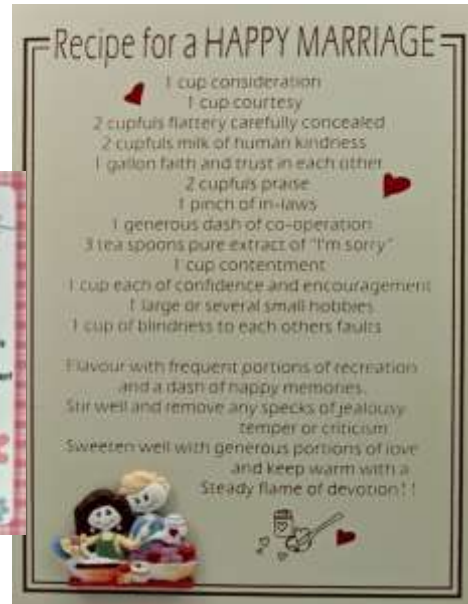 Recipe for a HAPPY MARRIAGE
1 cup consideration
1 cup courtesy
2 cupfuls flattery carefully concealed
2 cupfuls milk of human kindness
1 gallon faith and trust in each other
2 cupfuls praise
1 pinch of in-laws
1 generous dash of co-operation
3 tea spoons pure extract of "I'm sorry"
1 cup contentment
1 cup each of confidence and encouragement
1 large or several small hobbies
1 cup of blindness to each others faults
Flavour with frequent portions of recreation
and a dash of happy memories.
Stir well and remove any specks of jealousy
temper or criticism
Sweeten well with generous portions of love
and keep warm with a
Steady flame of devotion!!